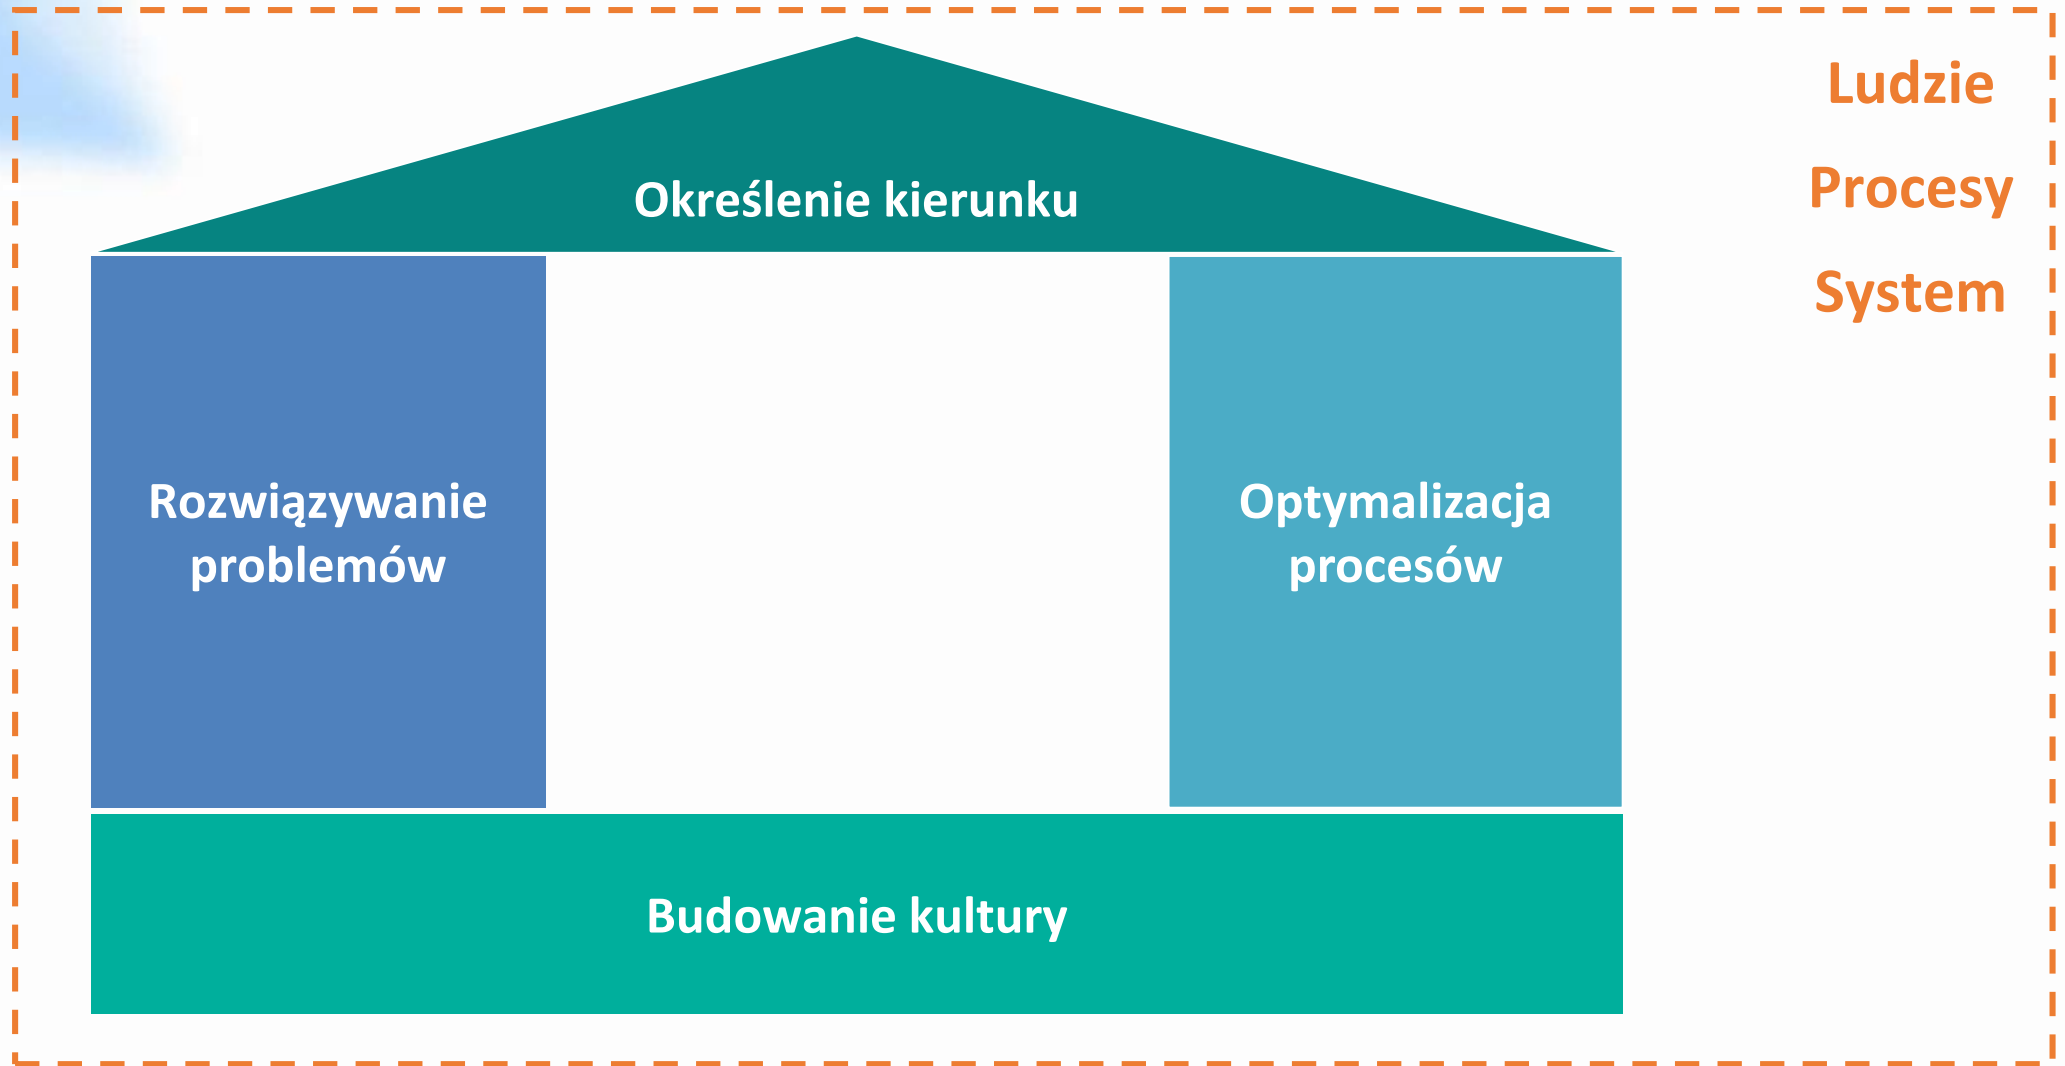 Określenie kierunku
Rozwiązywanie
problemów
Optymalizacja
procesów
Budowanie kultury
Ludzie
Procesy
System